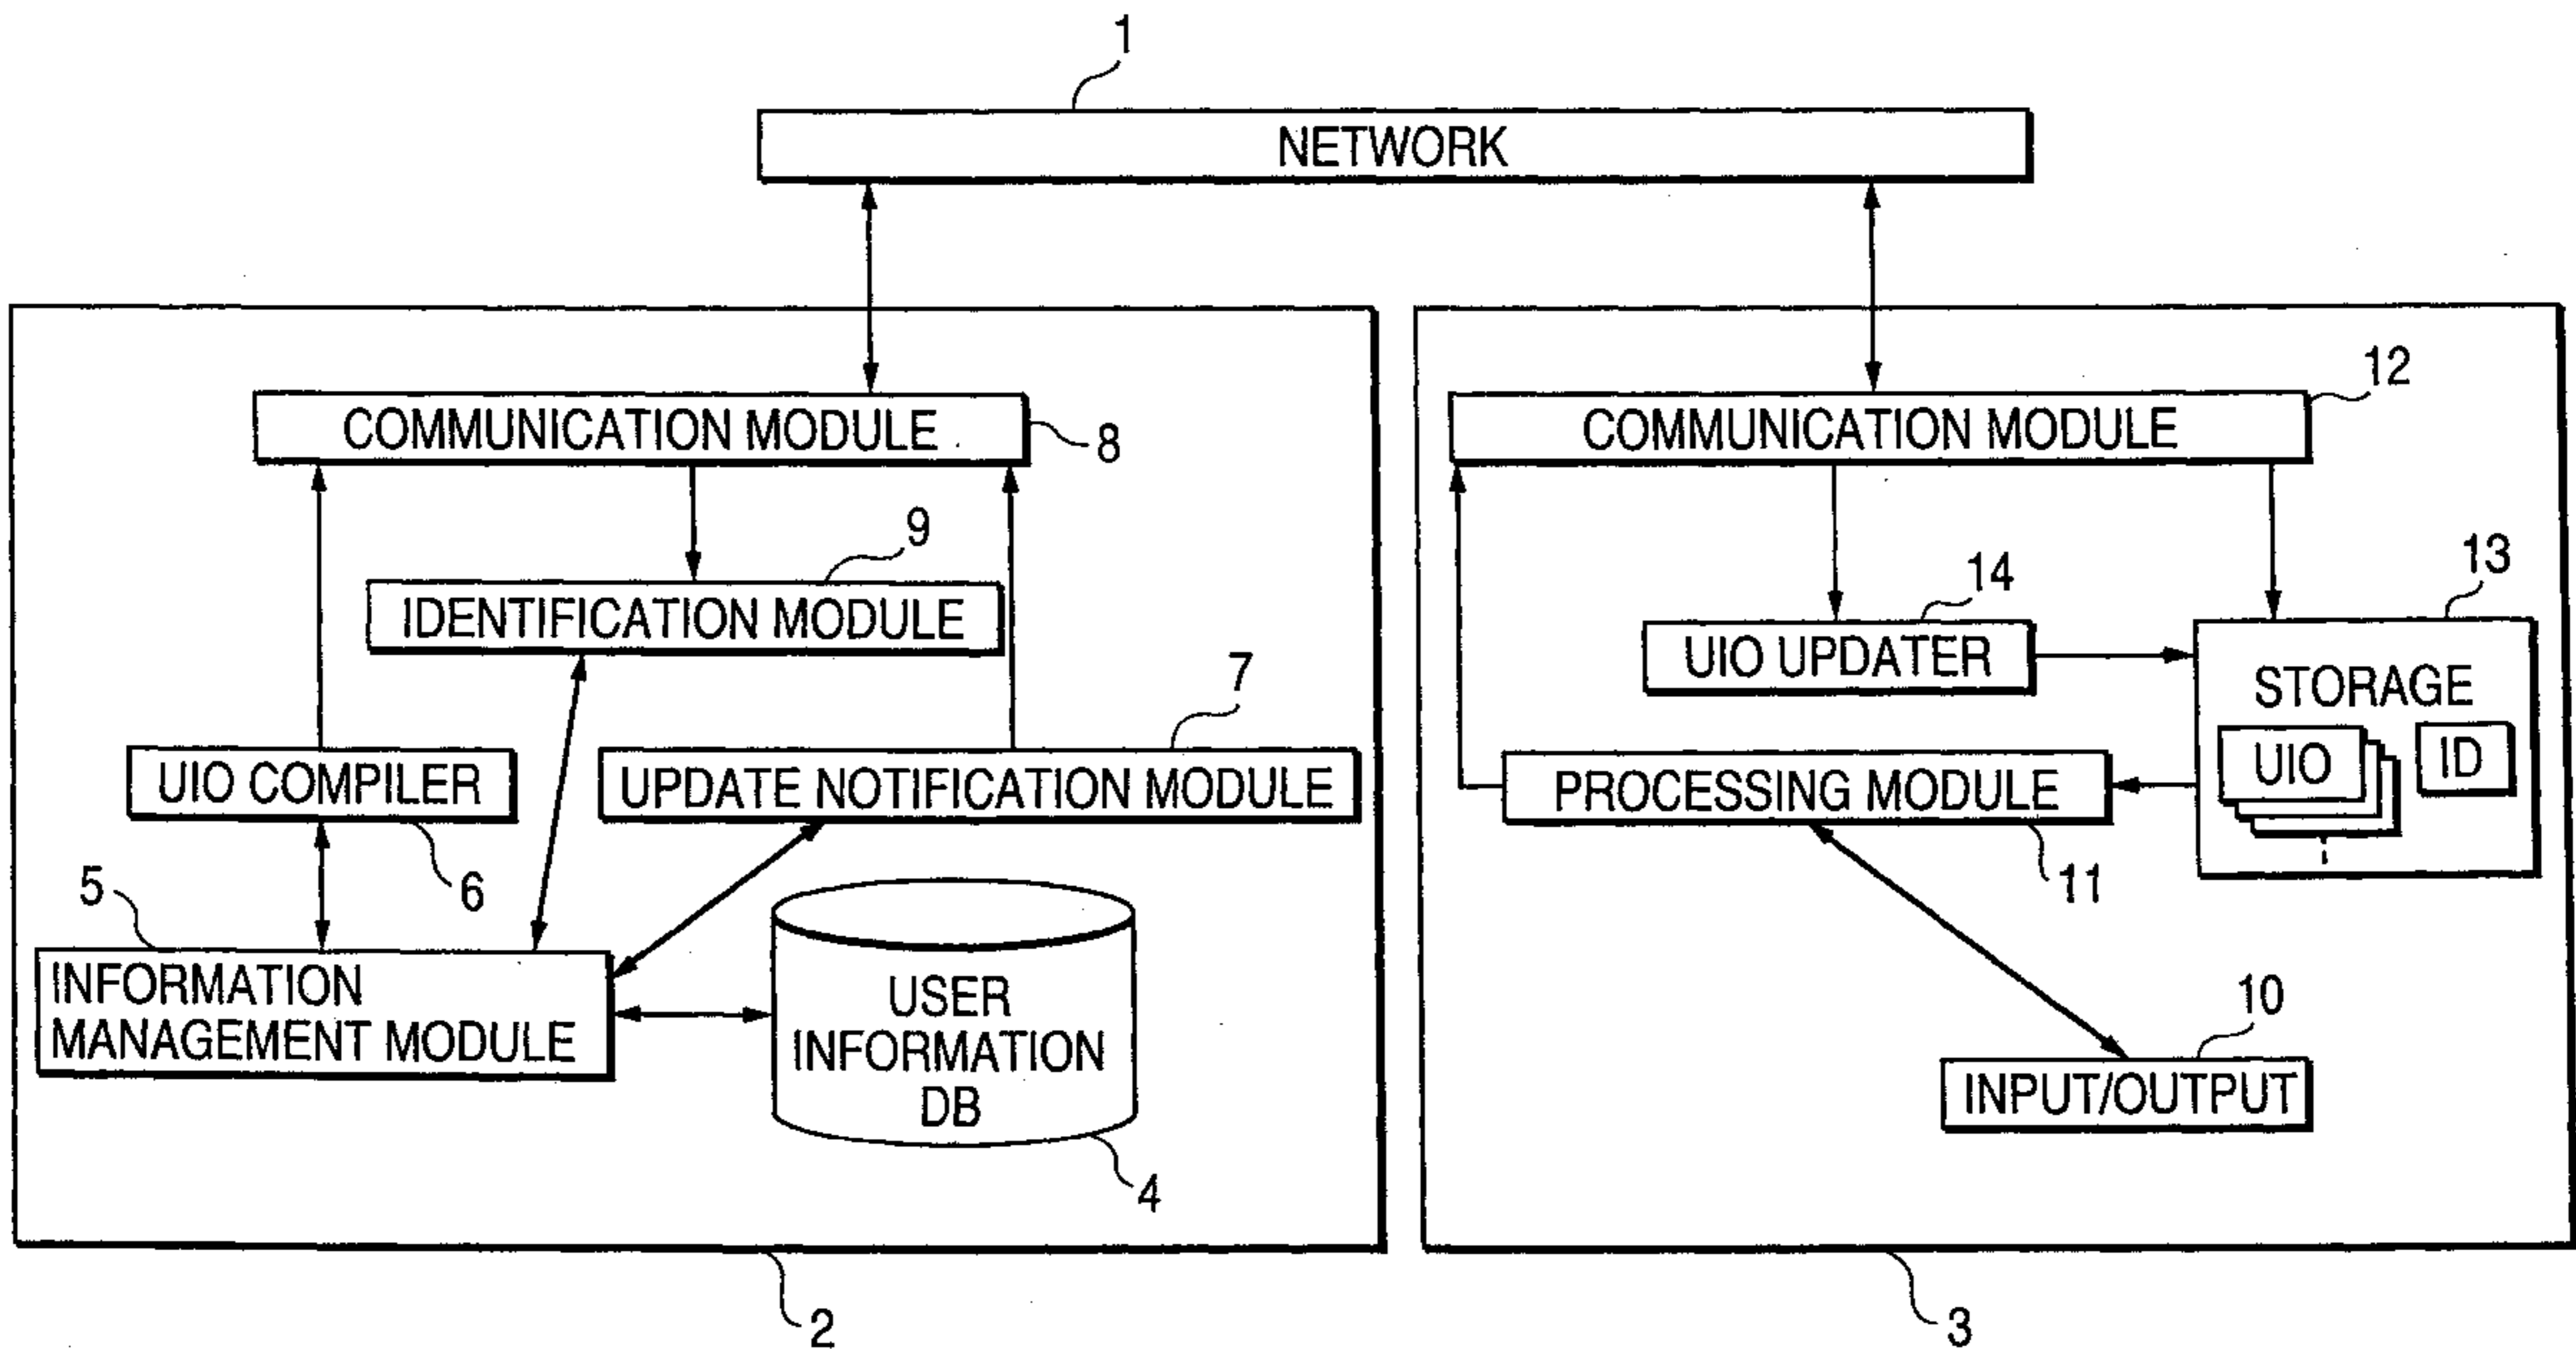 1
NETWORK
COMMUNICATION MODULE
8
9
IDENTIFICATION MODULE
7
UIO COMPILER
UPDATE NOTIFICATION MODULE
6
5
INFORMATION
MANAGEMENT MODULE
USER
INFORMATION
DB
4
2
12
COMMUNICATION MODULE
13
14
UIO UPDATER
STORAGE
UIO
ID
PROCESSING MODULE
11
10
INPUT/OUTPUT
3